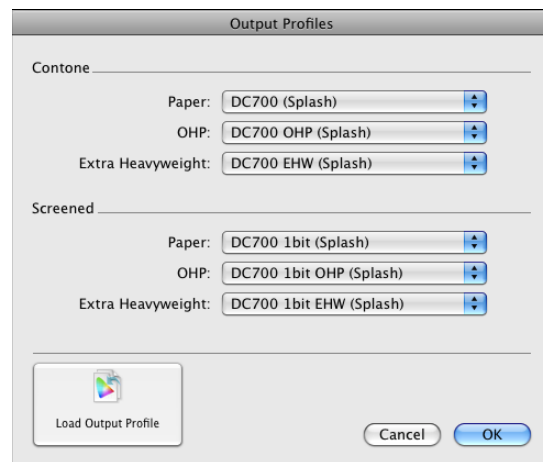 Output Profiles
Contone
Paper: DC700 (Splash)
OHP: DC700 OHP (Splash)
Extra Heavyweight: DC700 EHW (Splash)
Screened
Paper: DC700 1bit (Splash)
OHP: DC700 1bit OHP (Splash)
Extra Heavyweight: DC700 1bit EHW (Splash)
Load Output Profile
Cancel OK